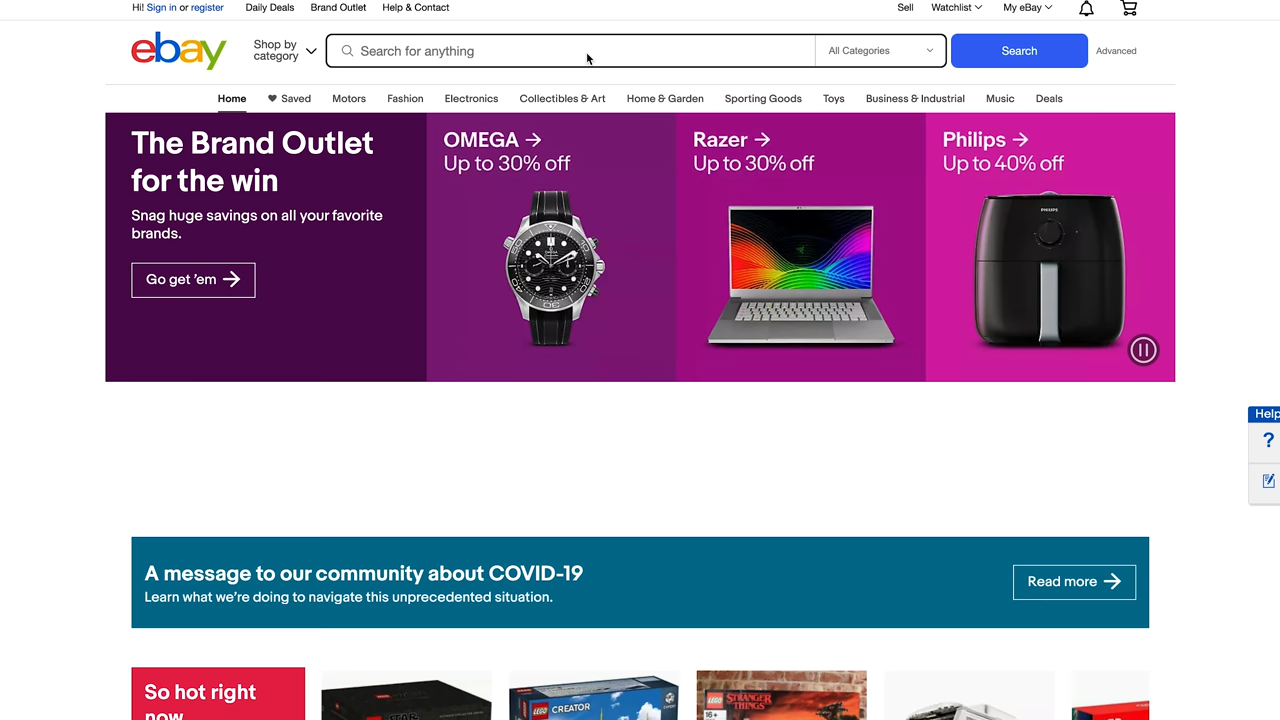 Hi! Sign in or register Daily Deals Brand Outlet Help & Contact Sell Watchlist My eBay
ebay
Shop by
category
Search for anything
All Categories
Search
Advanced
Home Saved Motors Fashion Electronics Collectibles & Art Home & Garden Sporting Goods Toys Business & Industrial Music Deals
The Brand Outlet
for the win
Snag huge savings on all your favorite
brands.
Go get 'em
OMEGA
Up to 30% off
Razer
Up to 30% off
Philips
Up to 40% off
PHILIPS
Help
?
A message to our community about COVID-19
Learn what we're doing to navigate this unprecedented situation.
Read more
So hot right
now
LEGO CREATOR
LEGO STRANGER
THINGS
16+